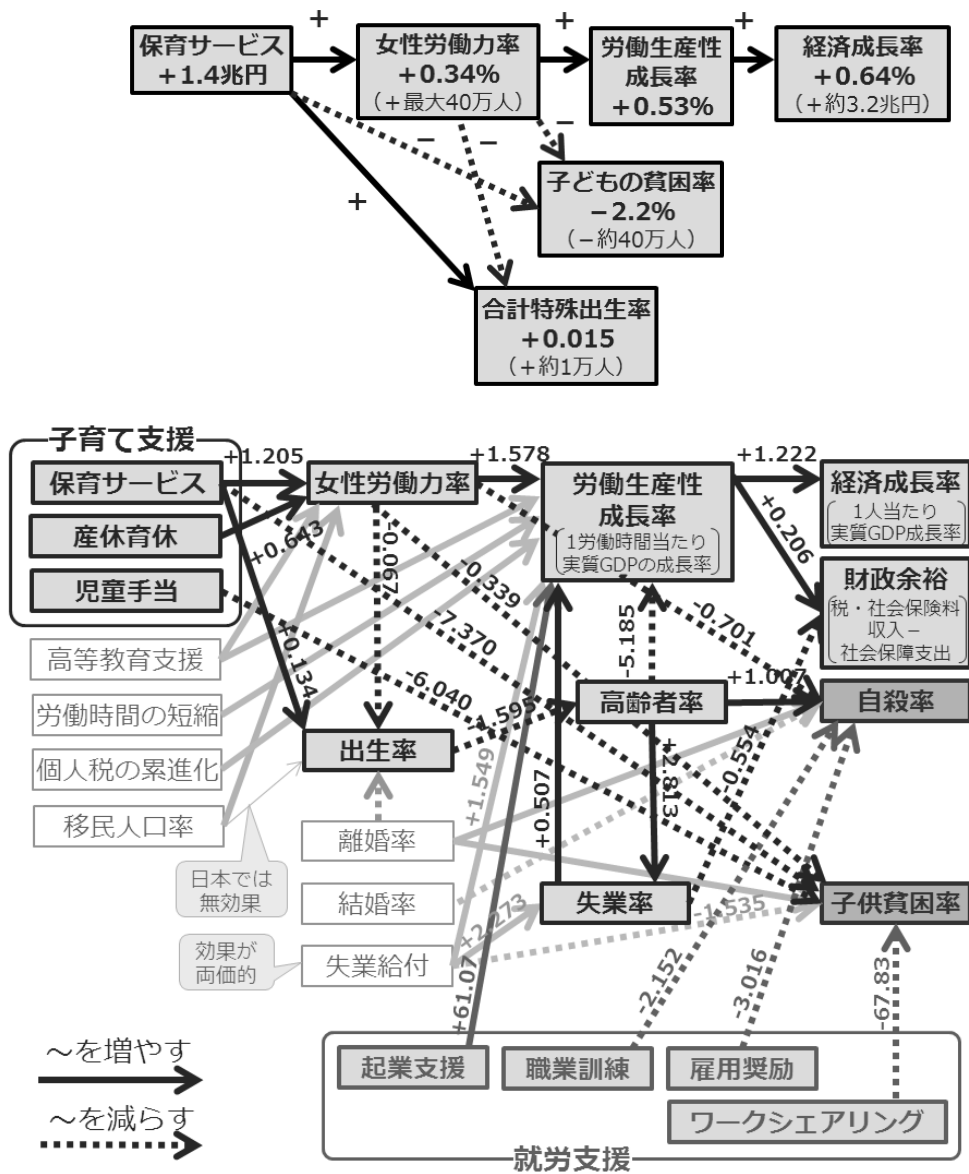 保育サービス
+1.4兆円
+
女性労働力率
+0.34%
(+最大40万人)
+
労働生産性
成長率
+0.53%
+
経済成長率
+0.64%
(+約3.2兆円)
−
−
−
+
子どもの貧困率
−2.2%
(−約40万人)
合計特殊出生率
+0.015
(+約1万人)
子育て支援
保育サービス
産休育休
児童手当
+1.205
女性労働力率
+1.578
労働生産性
成長率
1労働時間当たり
実質GDPの成長率
+1.222
経済成長率
1人当たり
実質GDP成長率
+0.206
財政余裕
税・社会保険料
収入−
社会保障支出
+0.643
-0.067
-0.339
-7.370
-5.185
-0.701
高等教育支援
+0.134
-6.040
-1.595
高齢者率
+1.007
自殺率
労働時間の短縮
出生率
個人税の累進化
移民人口率
+1.549
+0.507
+2.813
-0.554
離婚率
日本では
無効果
結婚率
+2.273
失業率
-1.535
子供貧困率
効果が
両価的
失業給付
+61.07
-2.152
-3.016
-67.83
~を増やす
~を減らす
起業支援
職業訓練
雇用奨励
ワークシェアリング
就労支援